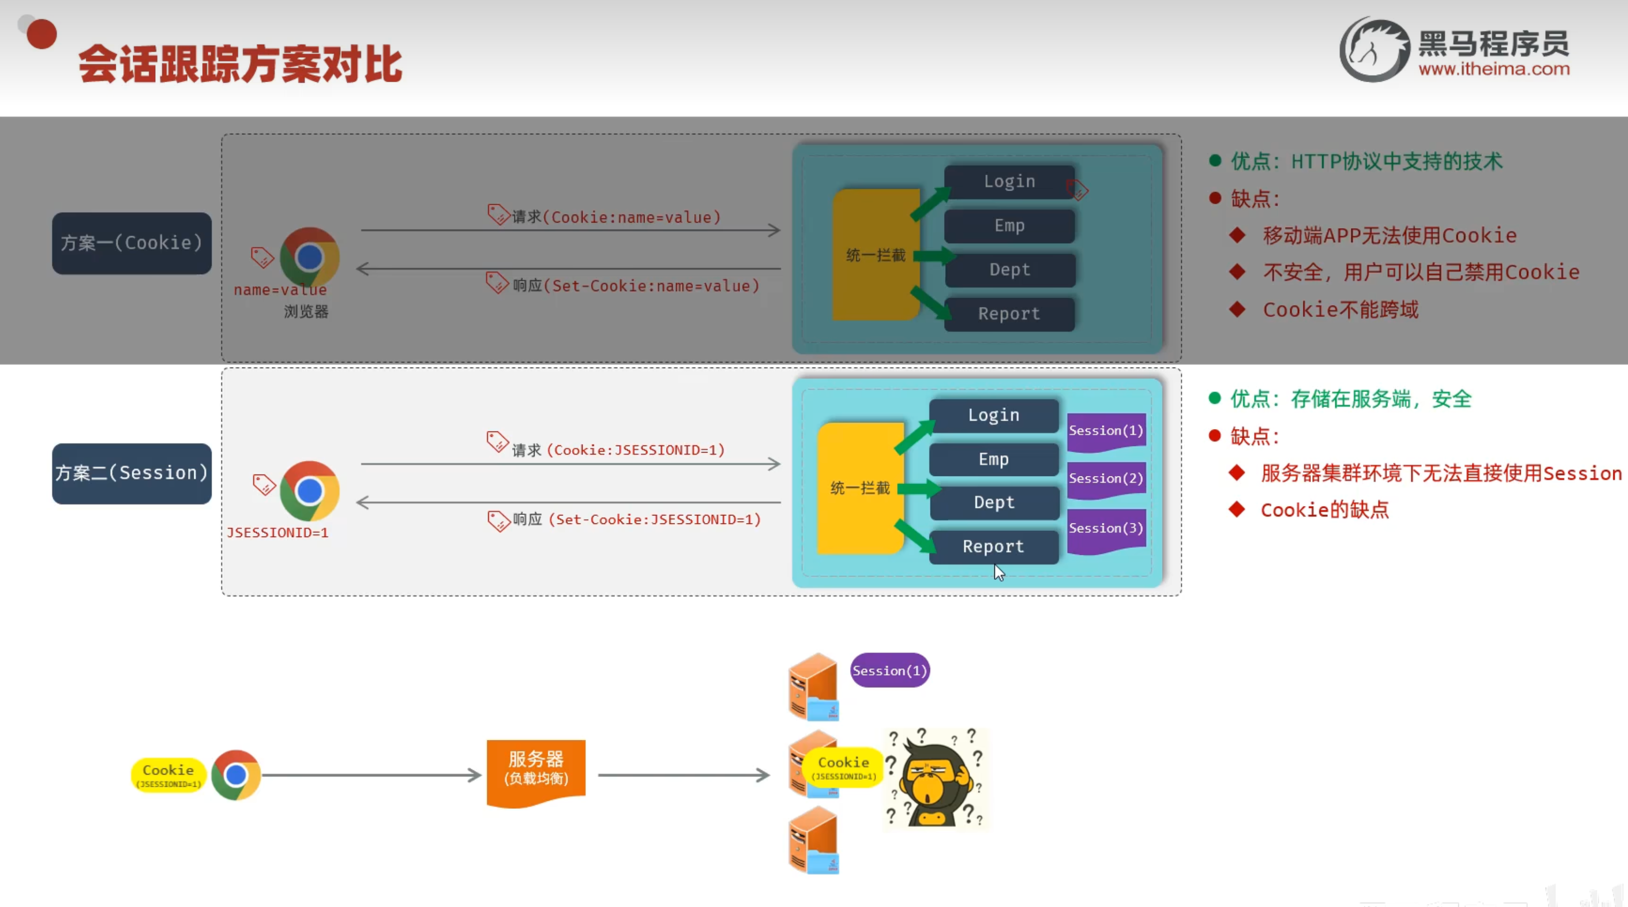 会话跟踪方案对比
黑马程序员
www.itheima.com
方案一(Cookie)
name=value
浏览器
请求(Cookie:name=value)
响应(Set-Cookie:name=value)
统一拦截
Login
Emp
Dept
Report
优点：HTTP协议中支持的技术
缺点：
移动端APP无法使用Cookie
不安全，用户可以自己禁用Cookie
Cookie不能跨域
方案二(Session)
JSESSIONID=1
请求 (Cookie:JSESSIONID=1)
响应 (Set-Cookie:JSESSIONID=1)
统一拦截
Login
Emp
Dept
Report
Session(1)
Session(2)
Session(3)
优点：存储在服务端，安全
缺点：
服务器集群环境下无法直接使用Session
Cookie的缺点
Cookie
(JSESSIONID=1)
服务器
(负载均衡)
Session(1)
Cookie
(JSESSIONID=1)
? ? ? ? ? ? ? ? ? ? ? ? ?